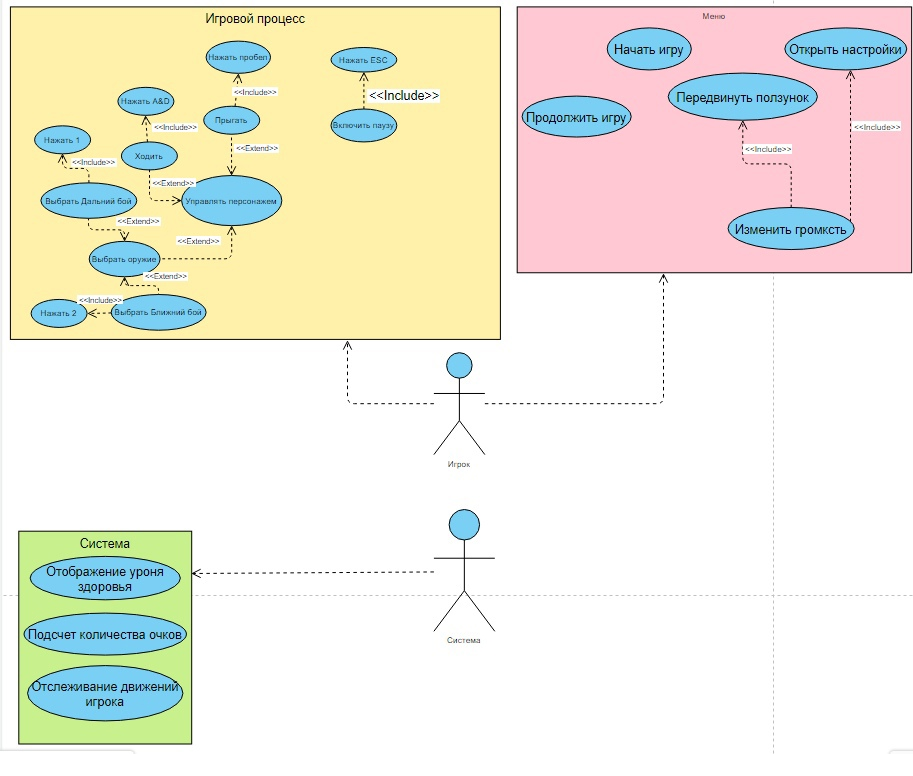 Игровой процесс
Нажать пробел
Нажать ESC
<<Include>>
<<Include>>
Нажать A&D
Прыгать
Включить паузу
<<Include>>
Нажать 1
<<Extend>>
<<Include>>
Ходить
<<Extend>>
Выбрать Дальний бой
Управлять персонажем
<<Extend>>
<<Extend>>
Выбрать оружие
<<Extend>>
<<Include>>
Нажать 2
Выбрать Ближний бой
Меню
Начать игру
Открыть настройки
Передвинуть ползунок
Продолжить игру
<<Include>>
<<Include>>
Изменить громксть
Игрок
Система
Отображение уроня
здоровья
Подсчет количества очков
Отслеживание движений
игрока
Система